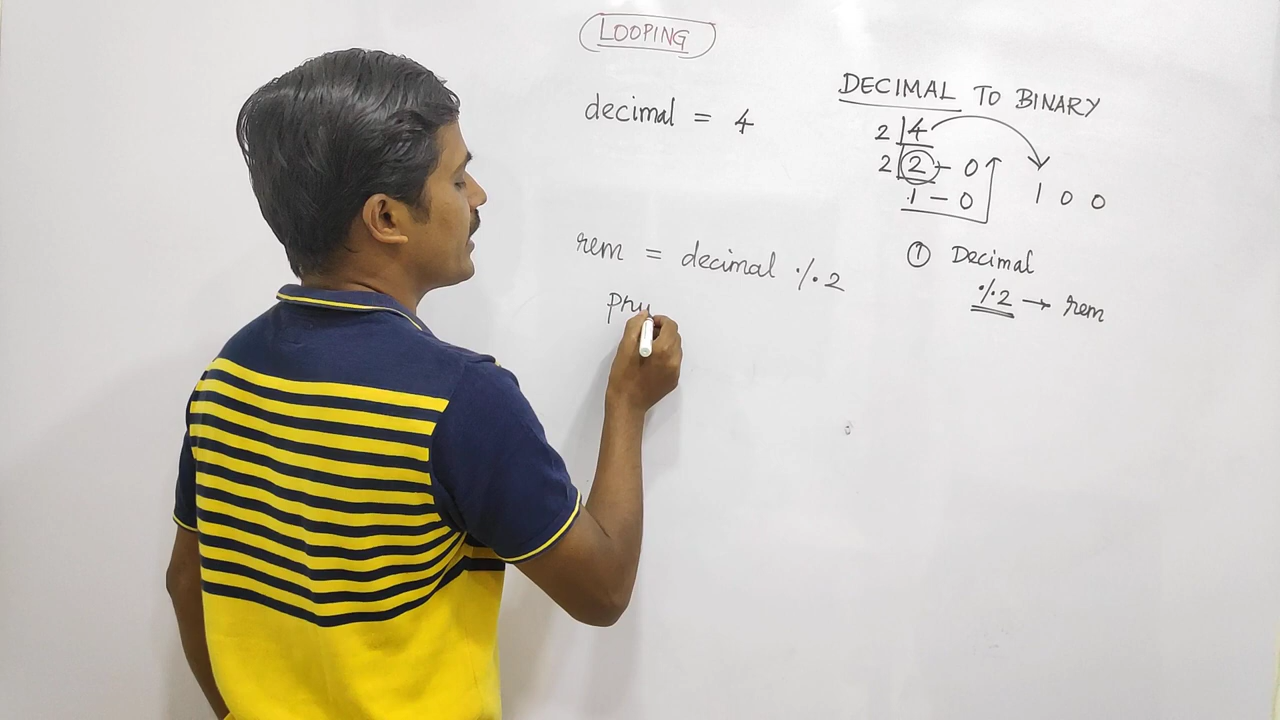 LOOPING
decimal = 4
rem = decimal % 2
DECIMAL TO BINARY
2 | 4
2 | 2 - 0
1 - 0
1 0 0
① Decimal
% 2 → rem